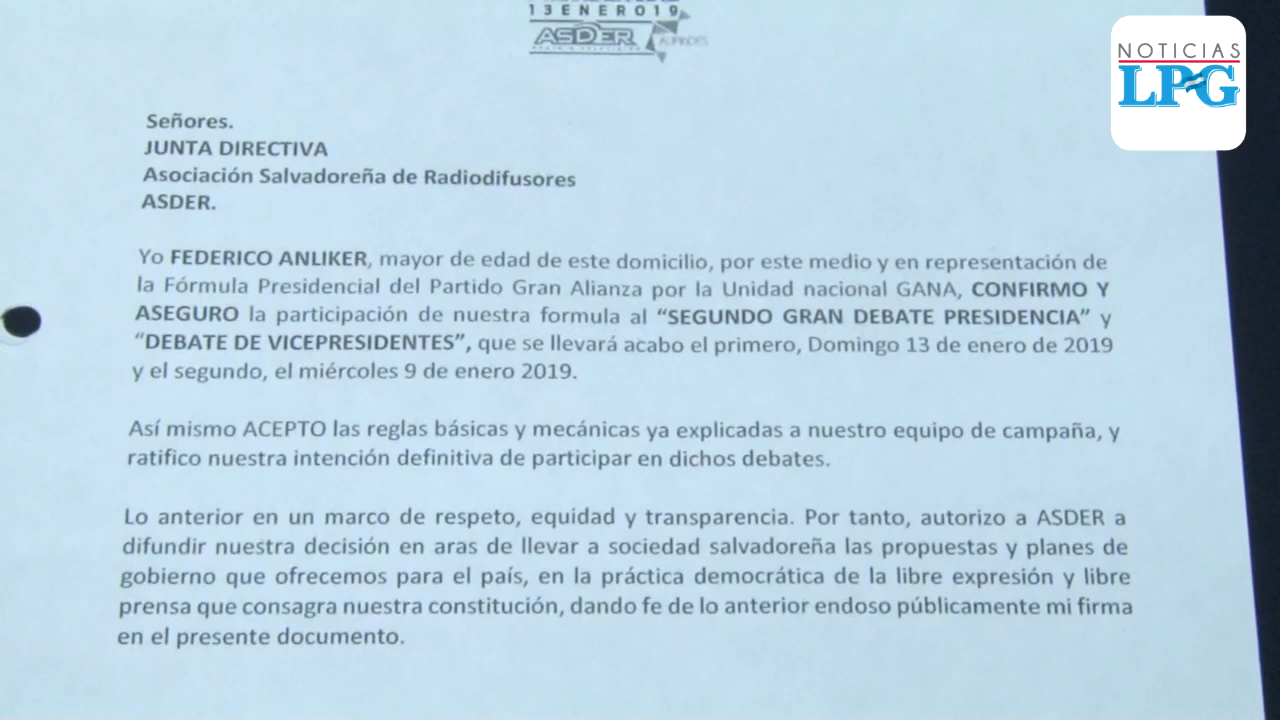 13ENERO19
ASDER
NOTICIAS
LPG
Señores.
JUNTA DIRECTIVA
Asociación Salvadoreña de Radiodifusores
ASDER.
Yo FEDERICO ANLIKER, mayor de edad de este domicilio, por este medio y en representación de
la Fórmula Presidencial del Partido Gran Alianza por la Unidad nacional GANA, CONFIRMO Y
ASEGURO la participación de nuestra formula al “SEGUNDO GRAN DEBATE PRESIDENCIA” y
“DEBATE DE VICEPRESIDENTES”, que se llevará acabo el primero, Domingo 13 de enero de 2019
y el segundo, el miércoles 9 de enero 2019.
Así mismo ACEPTO las reglas básicas y mecánicas ya explicadas a nuestro equipo de campaña, y
ratifico nuestra intención definitiva de participar en dichos debates.
Lo anterior en un marco de respeto, equidad y transparencia. Por tanto, autorizo a ASDER a
difundir nuestra decisión en aras de llevar a sociedad salvadoreña las propuestas y planes de
gobierno que ofrecemos para el país, en la práctica democrática de la libre expresión y libre
prensa que consagra nuestra constitución, dando fe de lo anterior endoso públicamente mi firma
en el presente documento.